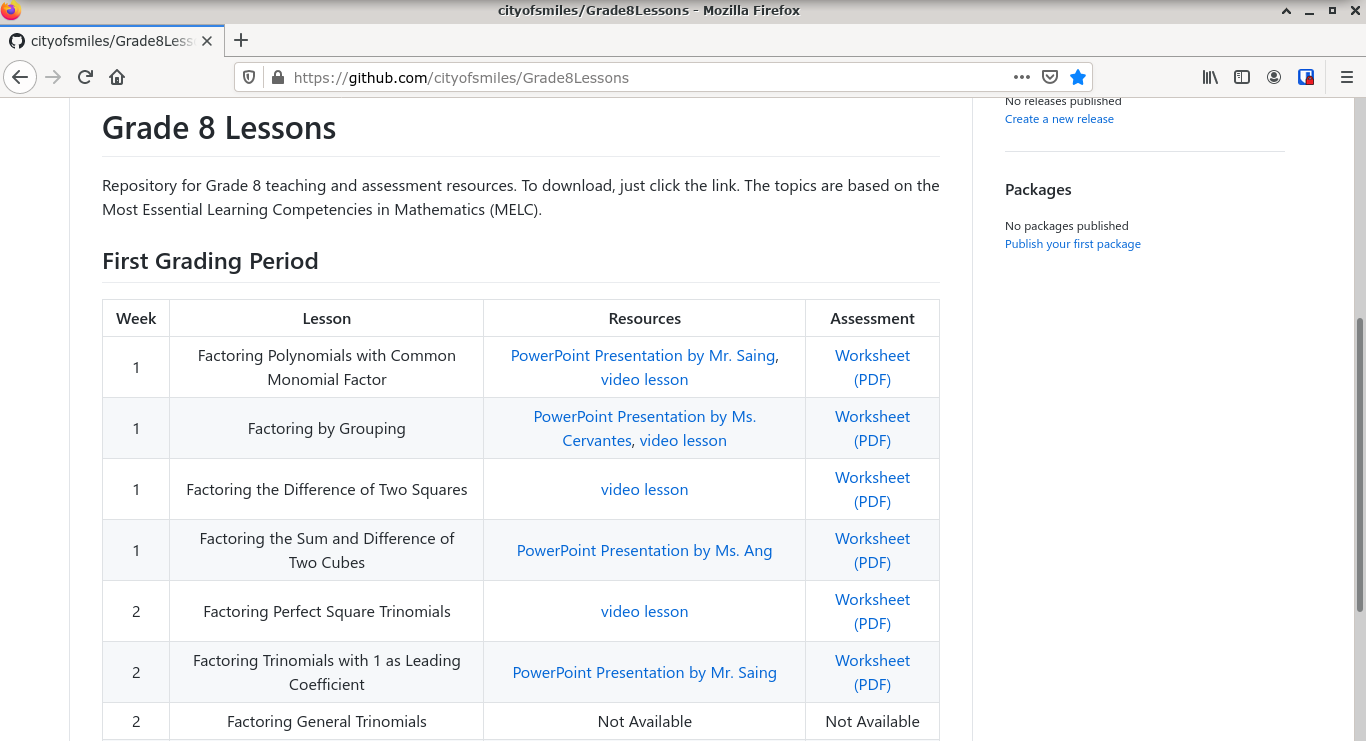 cityofsmiles/Grade8Lessons - Mozilla Firefox
cityofsmiles/Grade8Less
https://github.com/cityofsmiles/Grade8Lessons
No releases published
Create a new release
Packages
No packages published
Publish your first package
Grade 8 Lessons
Repository for Grade 8 teaching and assessment resources. To download, just click the link. The topics are based on the
Most Essential Learning Competencies in Mathematics (MELC).
First Grading Period
Week Lesson Resources Assessment
1 Factoring Polynomials with Common Monomial Factor PowerPoint Presentation by Mr. Saing, video lesson Worksheet (PDF)
1 Factoring by Grouping PowerPoint Presentation by Ms. Cervantes, video lesson Worksheet (PDF)
1 Factoring the Difference of Two Squares video lesson Worksheet (PDF)
1 Factoring the Sum and Difference of Two Cubes PowerPoint Presentation by Ms. Ang Worksheet (PDF)
2 Factoring Perfect Square Trinomials video lesson Worksheet (PDF)
2 Factoring Trinomials with 1 as Leading Coefficient PowerPoint Presentation by Mr. Saing Worksheet (PDF)
2 Factoring General Trinomials Not Available Not Available